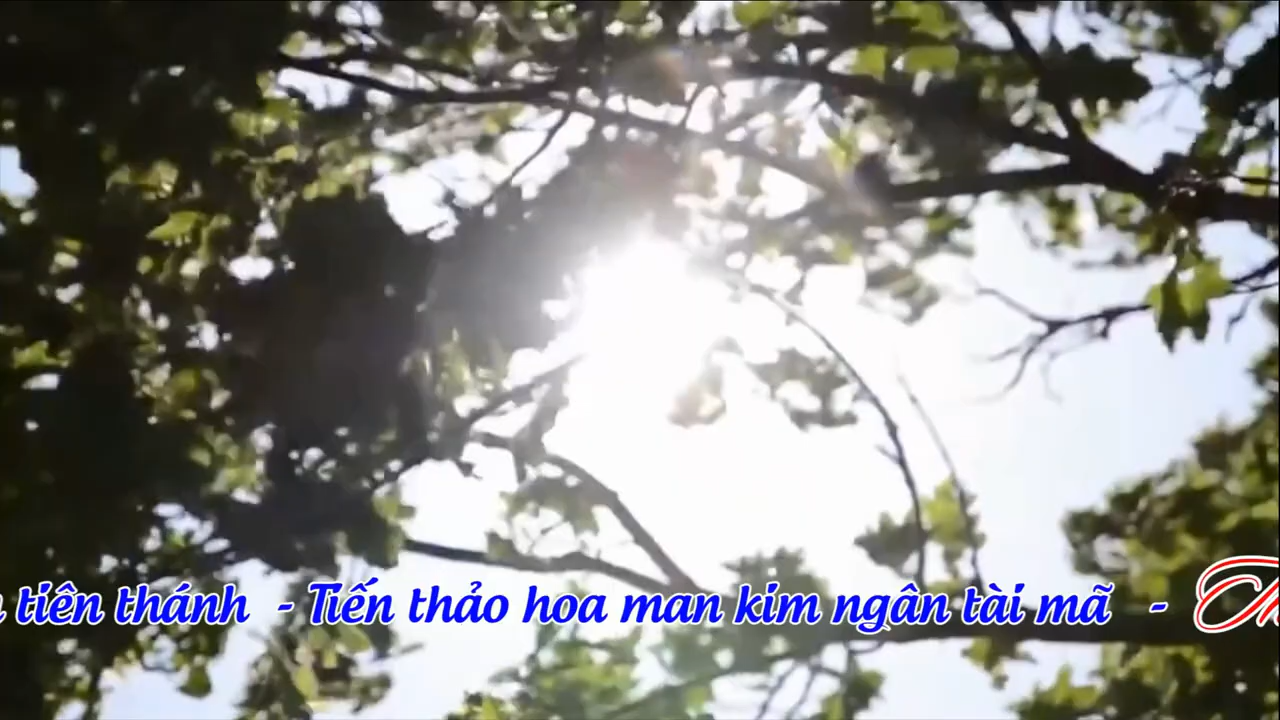 tiên thánh - Tiến thảo hoa man kim ngân tài mã -